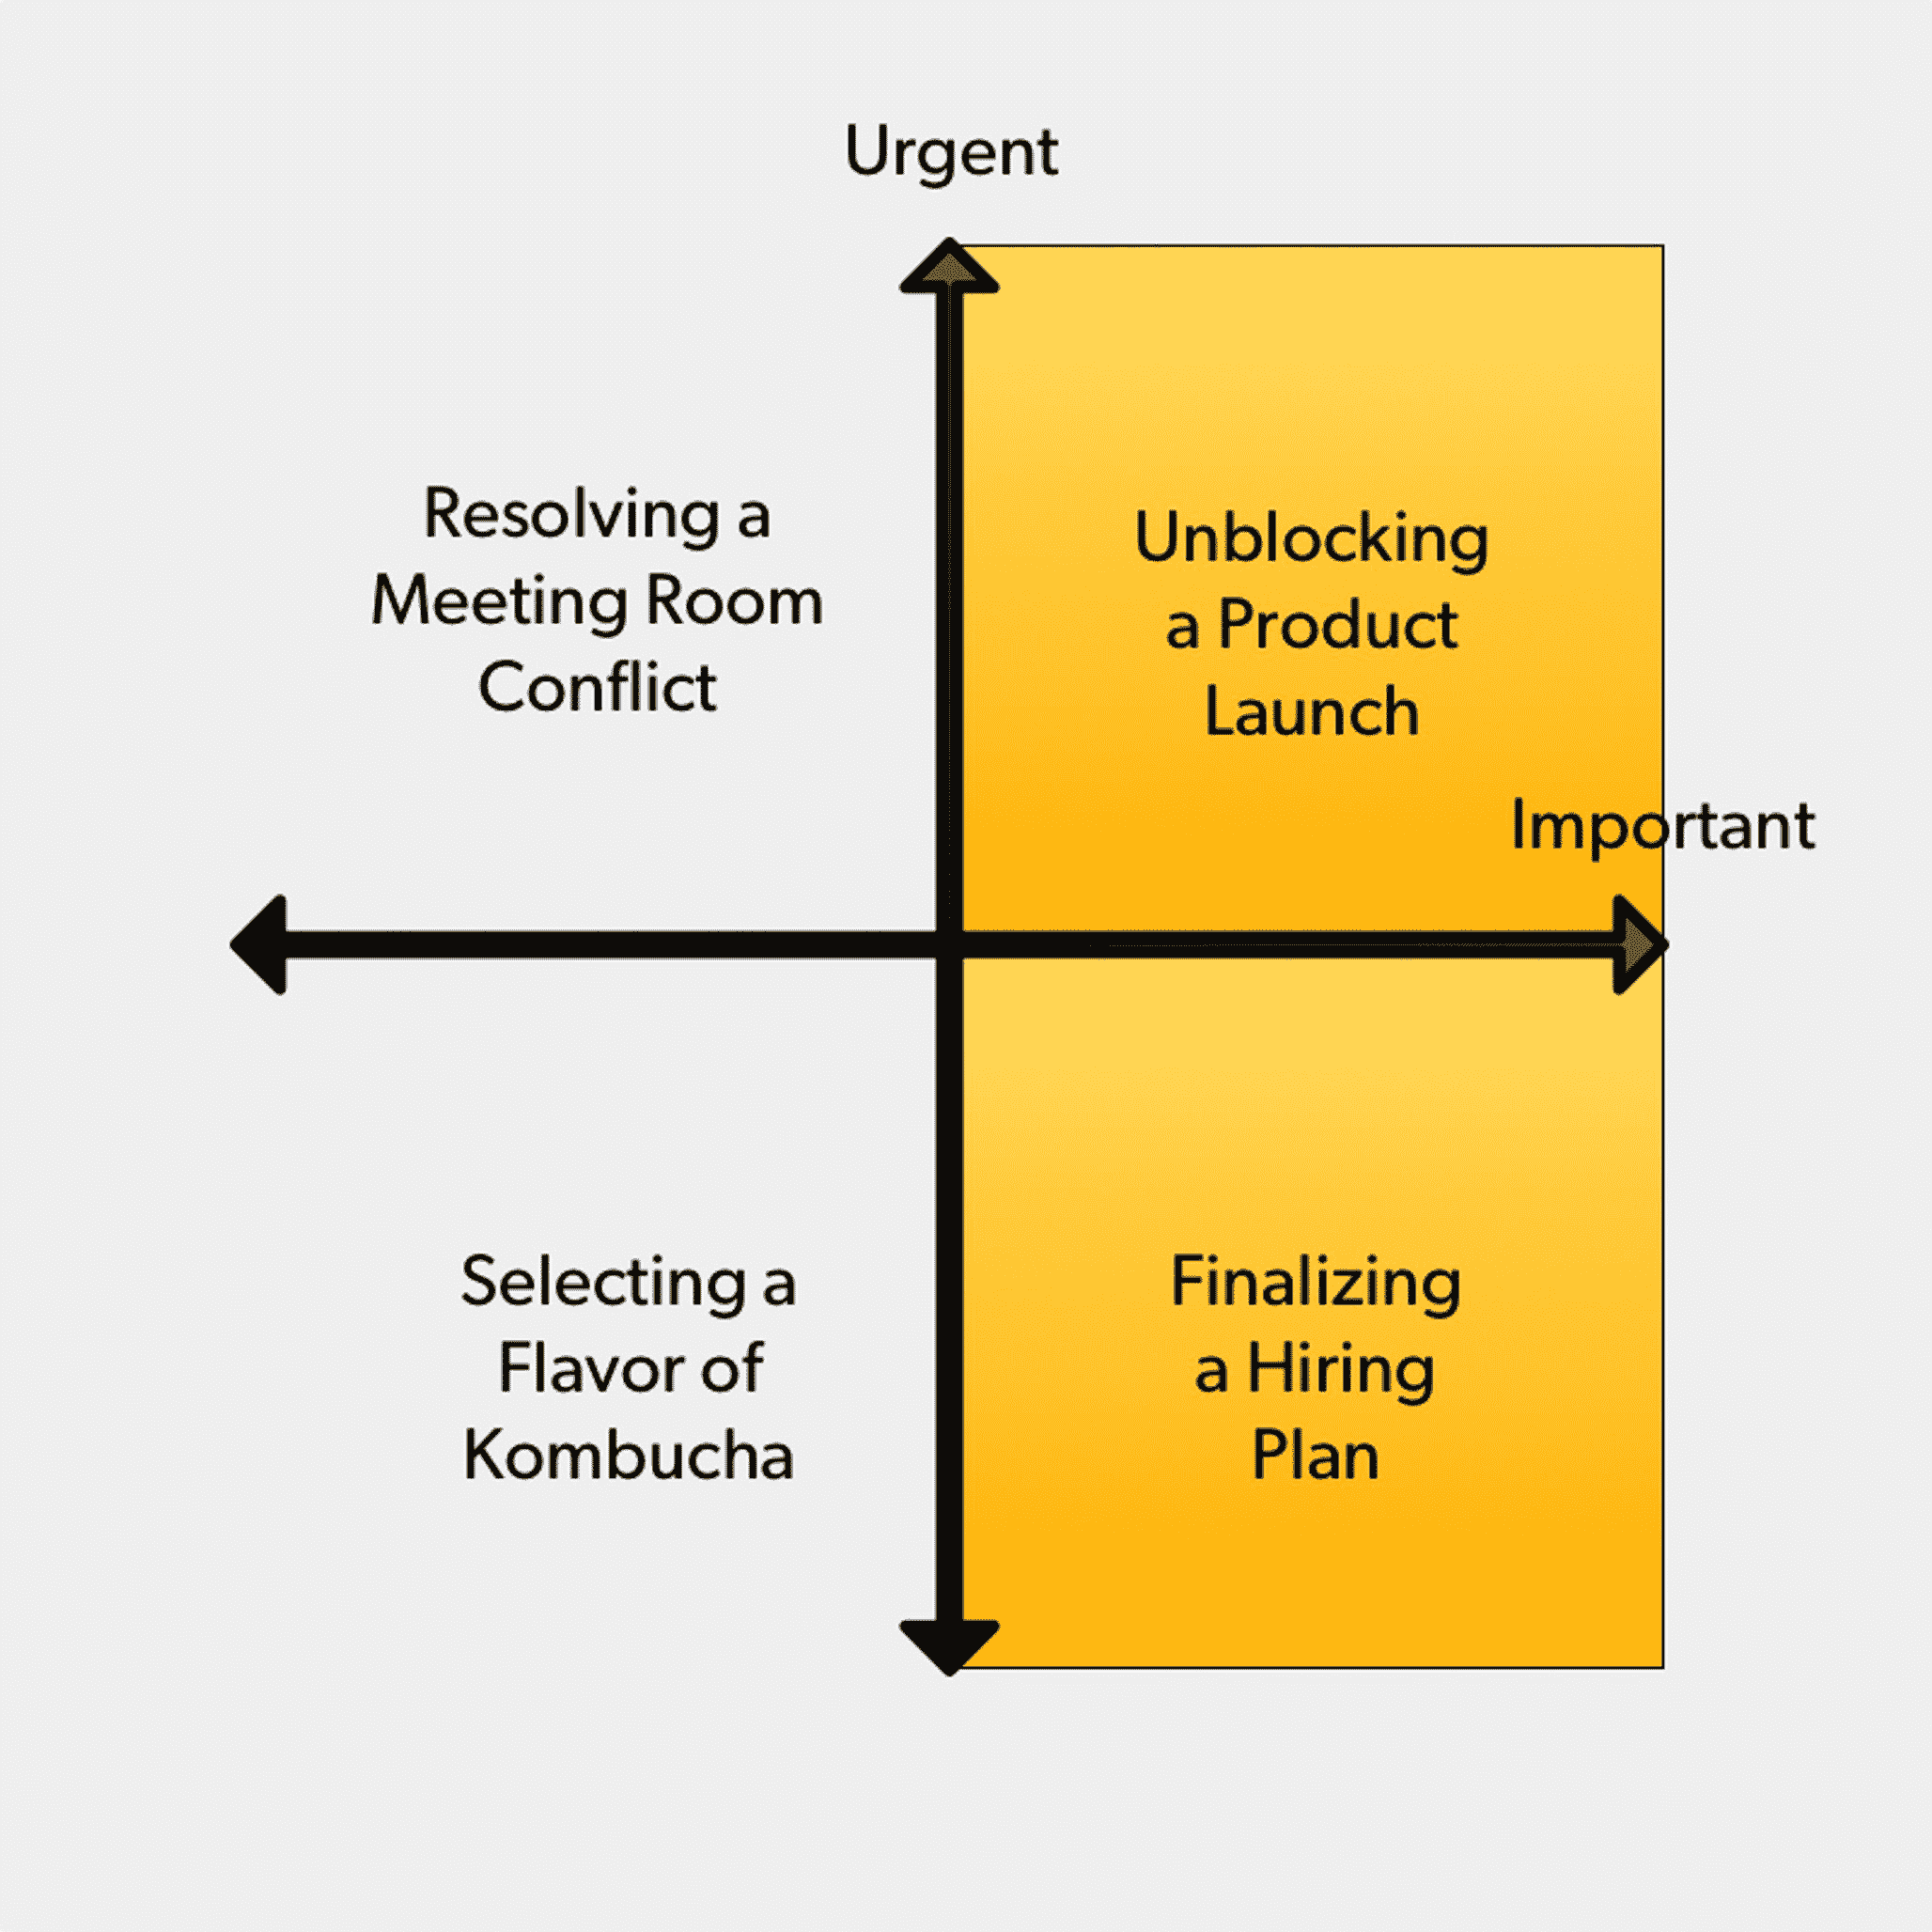 Urgent
Resolving a
Meeting Room
Conflict
Unblocking
a Product
Launch
Important
Selecting a
Flavor of
Kombucha
Finalizing
a Hiring
Plan